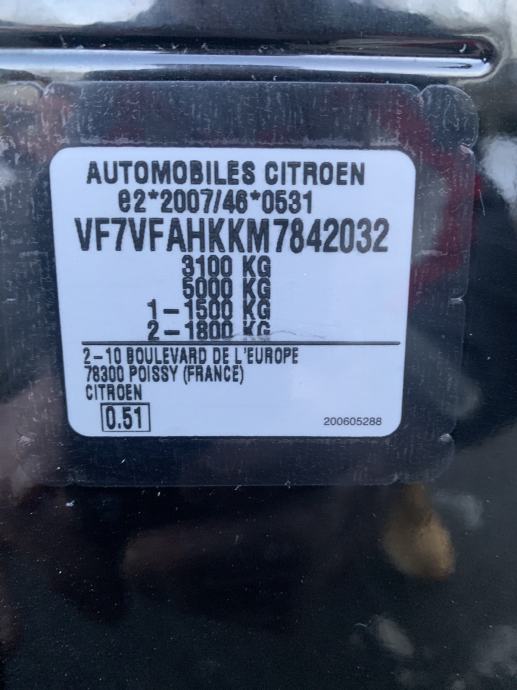 AUTOMOBILES CITROEN
e2*2007/46*0531
VF7VFAHKKM7842032
3100 KG
5000 KG
1-1500 KG
2-1800 KG
2-10 BOULEVARD DE L'EUROPE
78300 POISSY (FRANCE)
CITROEN
0.51
200605288